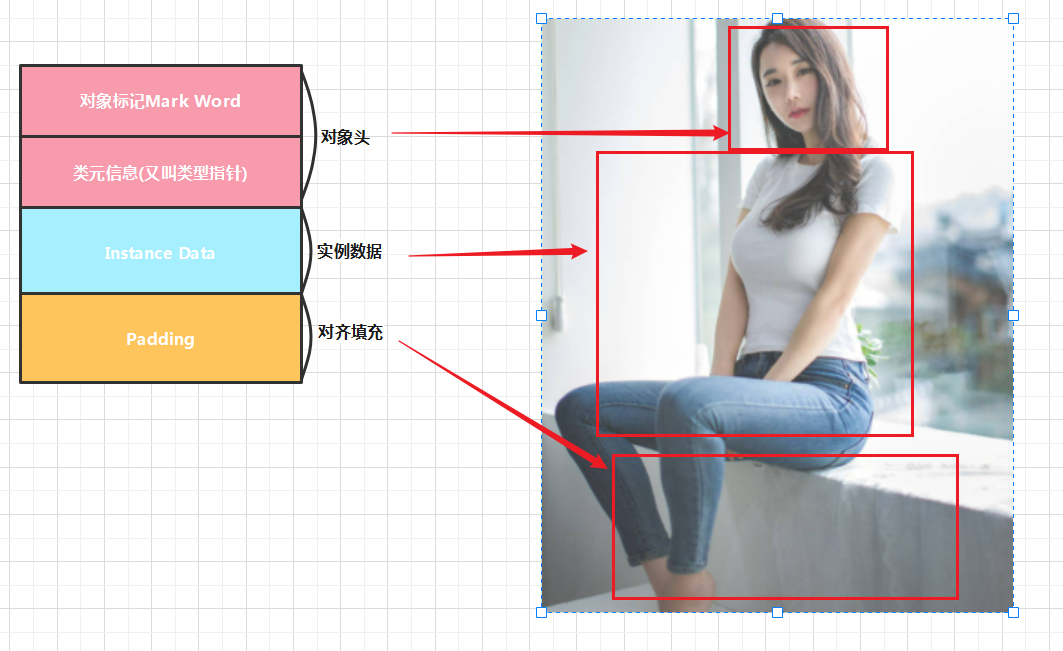 对象标记Mark Word
类元信息(又叫类型指针)
对象头
Instance Data
实例数据
Padding
对齐填充